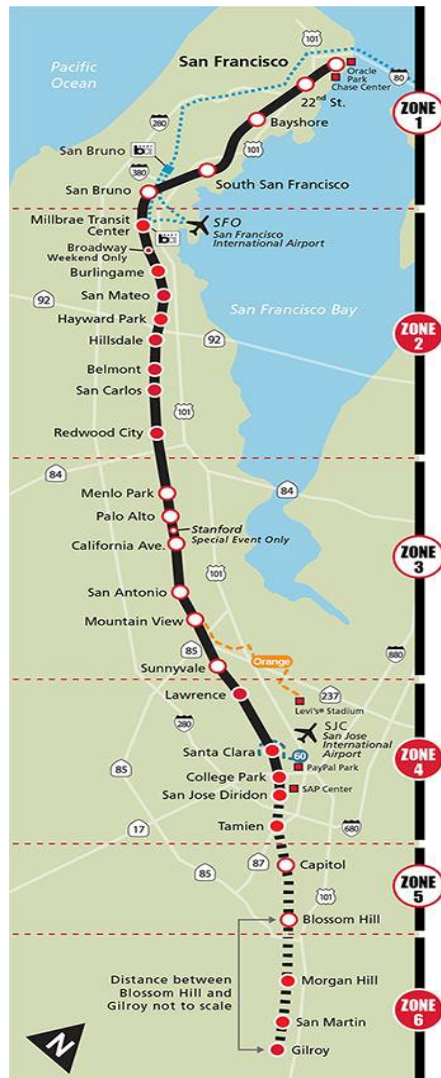 Pacific
Ocean
San Francisco
101
Oracle
Park
Chase Center
80
22nd St.
ZONE
1
280
Bayshore
101
San Bruno
ba
380
San Bruno
South San Francisco
Millbrae Transit
Center
ba
SFO
San Francisco
International Airport
Broadway
Weekend Only
Burlingame
San Mateo
92
San Francisco Bay
Hayward Park
ZONE
2
Hillsdale
92
Belmont
San Carlos
101
Redwood City
84
Menlo Park
84
Palo Alto
Stanford
Special Event Only
California Ave.
ZONE
3
101
San Antonio
Mountain View
85
880
Orange
Sunnyvale
237
Lawrence
Levi's® Stadium
280
SJC
San Jose
International
Airport
Santa Clara
60
PayPal Park
ZONE
4
85
College Park
SAP Center
San Jose Diridon
17
Tamien
680
87
Capitol
85
ZONE
5
101
Blossom Hill
Distance between
Blossom Hill and
Gilroy not to scale
Morgan Hill
ZONE
6
San Martin
N
Gilroy